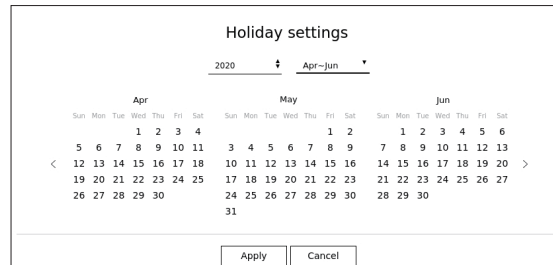 Holiday settings
2020 Apr~Jun
Apr May Jun
Sun Mon Tue Wed Thu Fri Sat Sun Mon Tue Wed Thu Fri Sat Sun Mon Tue Wed Thu Fri Sat
1 2 3 4 1 2 1 2 3 4 5 6
5 6 7 8 9 10 11 3 4 5 6 7 8 9 7 8 9 10 11 12 13
12 13 14 15 16 17 18 10 11 12 13 14 15 16 14 15 16 17 18 19 20
19 20 21 22 23 24 25 17 18 19 20 21 22 23 21 22 23 24 25 26 27
26 27 28 29 30 24 25 26 27 28 29 30 28 29 30
31
Apply Cancel